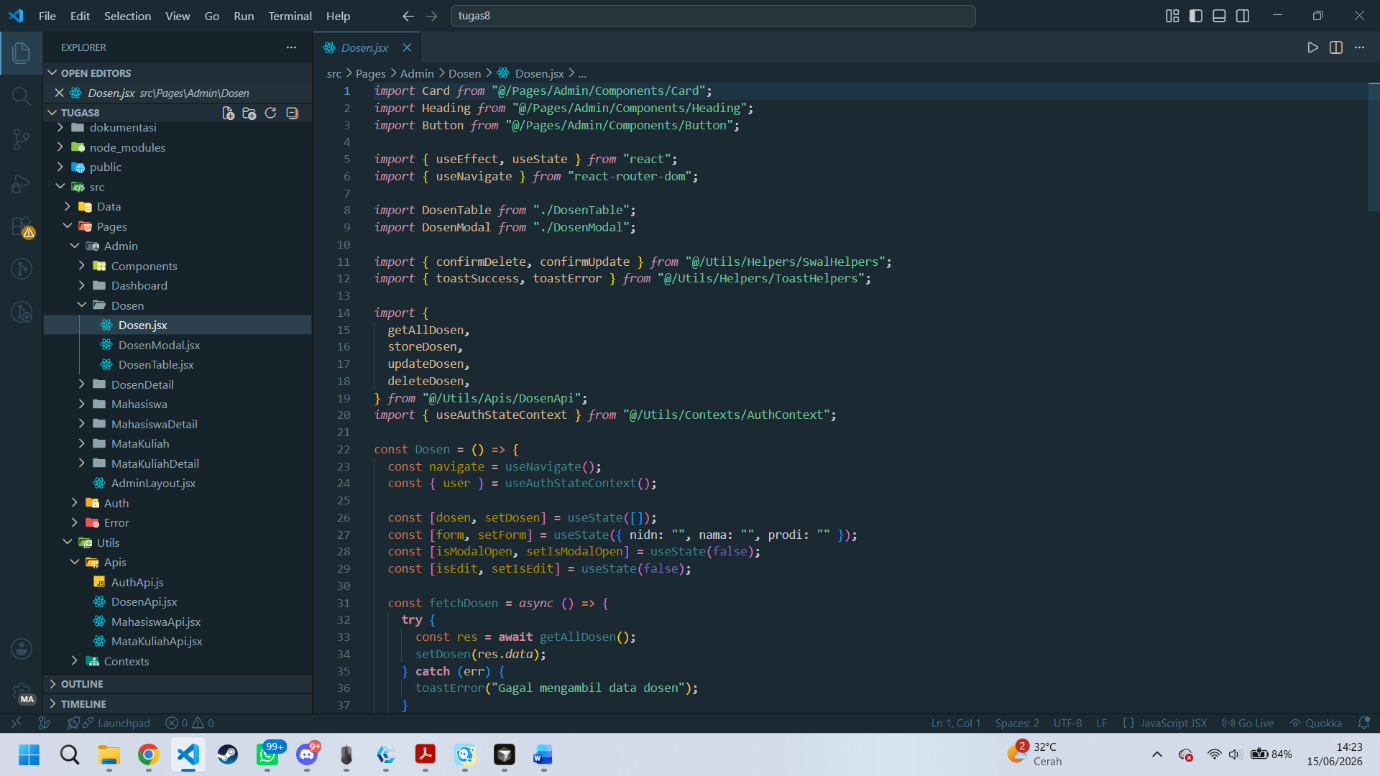 File Edit Selection View Go Run Terminal Help
tugas8
EXPLORER
OPEN EDITORS
Dosen.jsx src\Pages\Admin\Dosen
TUGAS8
dokumentasi
node_modules
public
src
Data
Pages
Admin
Components
Dashboard
Dosen
Dosen.jsx
DosenModal.jsx
DosenTable.jsx
DosenDetail
Mahasiswa
MahasiswaDetail
MataKuliah
MataKuliahDetail
AdminLayout.jsx
Auth
Error
Utils
Apis
AuthApi.js
DosenApi.jsx
MahasiswaApi.jsx
MataKuliahApi.jsx
Contexts
OUTLINE
TIMELINE
MA
Dosen.jsx
src > Pages > Admin > Dosen > Dosen.jsx > ...
1 import Card from "@/Pages/Admin/Components/Card";
2 import Heading from "@/Pages/Admin/Components/Heading";
3 import Button from "@/Pages/Admin/Components/Button";
4
5 import { useEffect, useState } from "react";
6 import { useNavigate } from "react-router-dom";
7
8 import DosenTable from "./DosenTable";
9 import DosenModal from "./DosenModal";
10
11 import { confirmDelete, confirmUpdate } from "@/Utils/Helpers/SwalHelpers";
12 import { toastSuccess, toastError } from "@/Utils/Helpers/ToastHelpers";
13
14 import {
15 getAllDosen,
16 storeDosen,
17 updateDosen,
18 deleteDosen,
19 } from "@/Utils/Apis/DosenApi";
20 import { useAuthStateContext } from "@/Utils/Contexts/AuthContext";
21
22 const Dosen = () => {
23 const navigate = useNavigate();
24 const { user } = useAuthStateContext();
25
26 const [dosen, setDosen] = useState([]);
27 const [form, setForm] = useState({ nidn: "", nama: "", prodi: "" });
28 const [isModalOpen, setIsModalOpen] = useState(false);
29 const [isEdit, setIsEdit] = useState(false);
30
31 const fetchDosen = async () => {
32 try {
33 const res = await getAllDosen();
34 setDosen(res.data);
35 } catch (err) {
36 toastError("Gagal mengambil data dosen");
37 }
Launchpad 0 0
Ln 1, Col 1 Spaces: 2 UTF-8 LF { } JavaScript JSX Go Live Quokka
99+
9+
2
32°C
Cerah
84%
14:23
15/06/2026